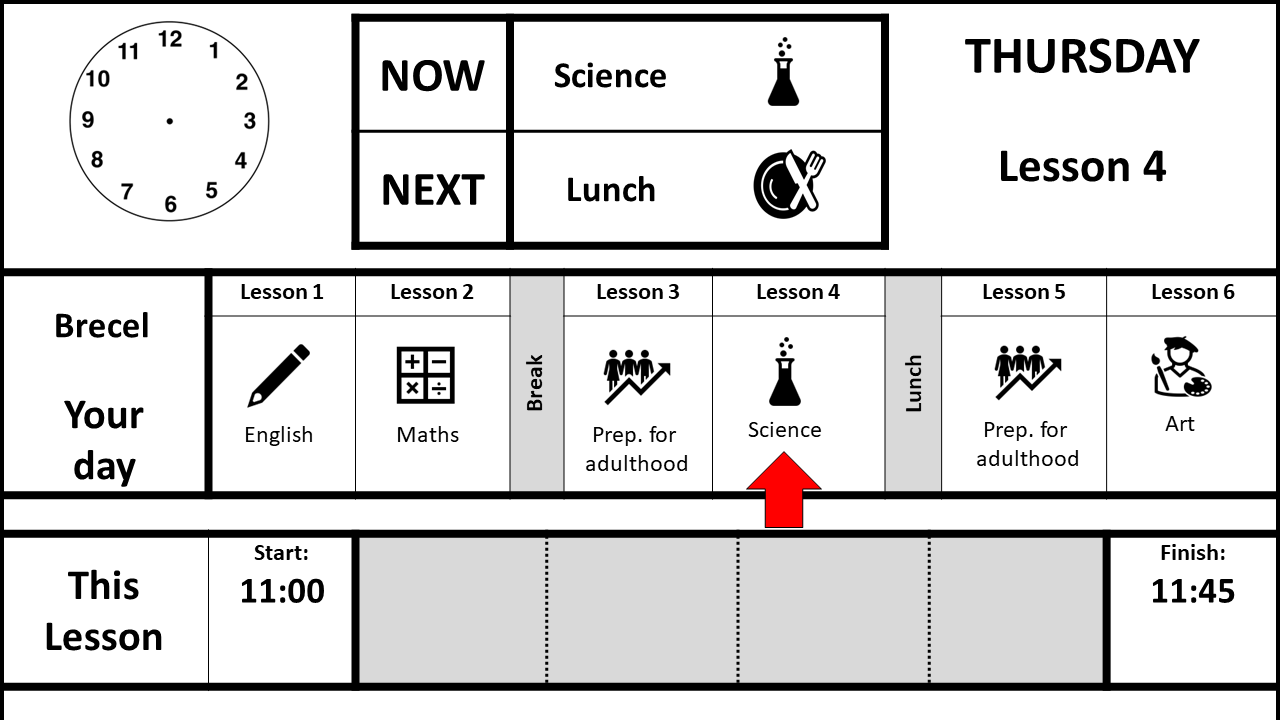 12
11
1
10
2
9
3
8
4
7
5
6
NOW
Science
NEXT
Lunch
THURSDAY
Lesson 4
Brecel
Your
day
Lesson 1
English
Lesson 2
Maths
Break
Lesson 3
Prep. for
adulthood
Lesson 4
Science
Lunch
Lesson 5
Prep. for
adulthood
Lesson 6
Art
This
Lesson
Start:
11:00
Finish:
11:45